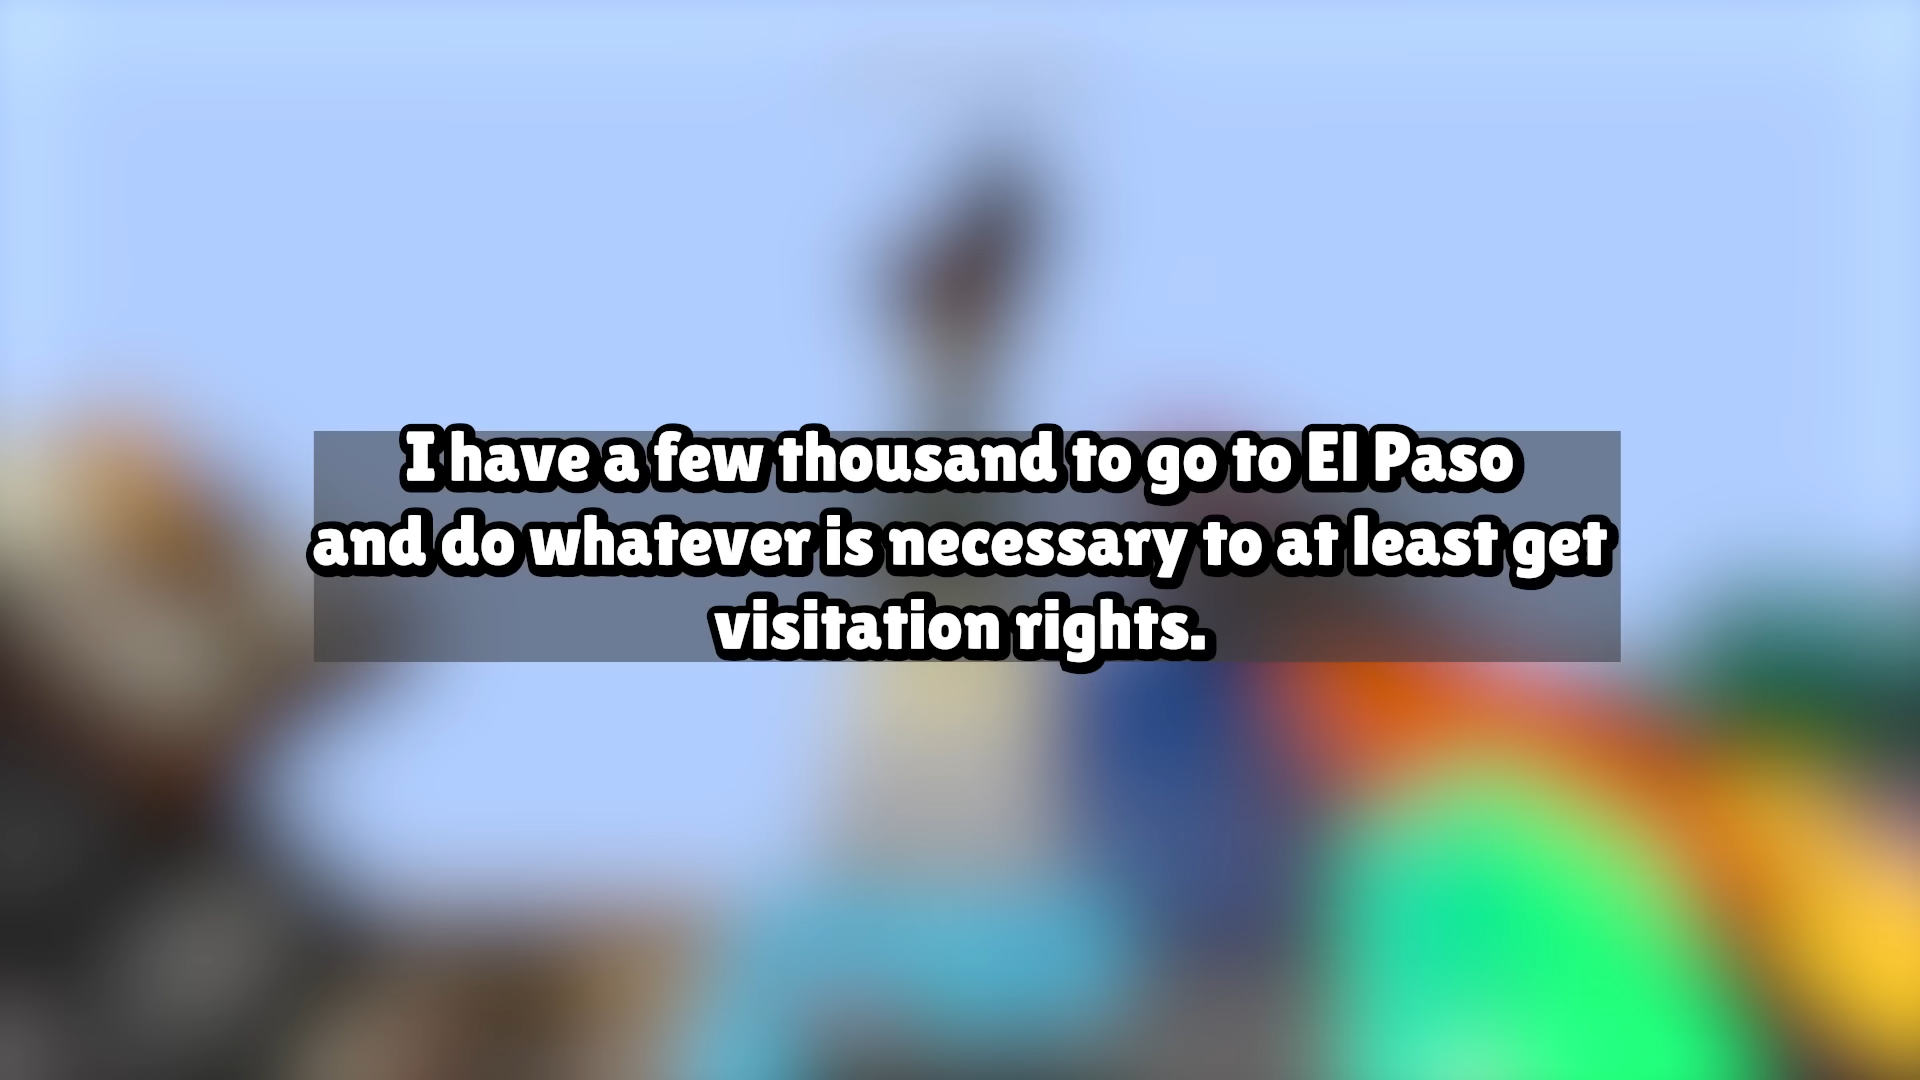 I have a few thousand to go to El Paso
and do whatever is necessary to at least get
visitation rights.